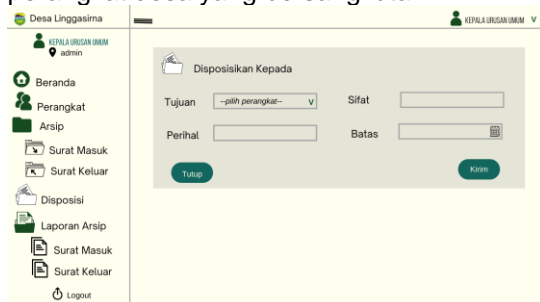 Desa Linggasirna
KEPALA URUSAN UMUM
KEPALA URUSAN UMUM
admin
Beranda
Perangkat
Arsip
Surat Masuk
Surat Keluar
Disposisi
Laporan Arsip
Surat Masuk
Surat Keluar
Logout
Disposisikan Kepada
Tujuan --pilih perangkat-- Sifat
Perihal Batas
Tutup Kirim